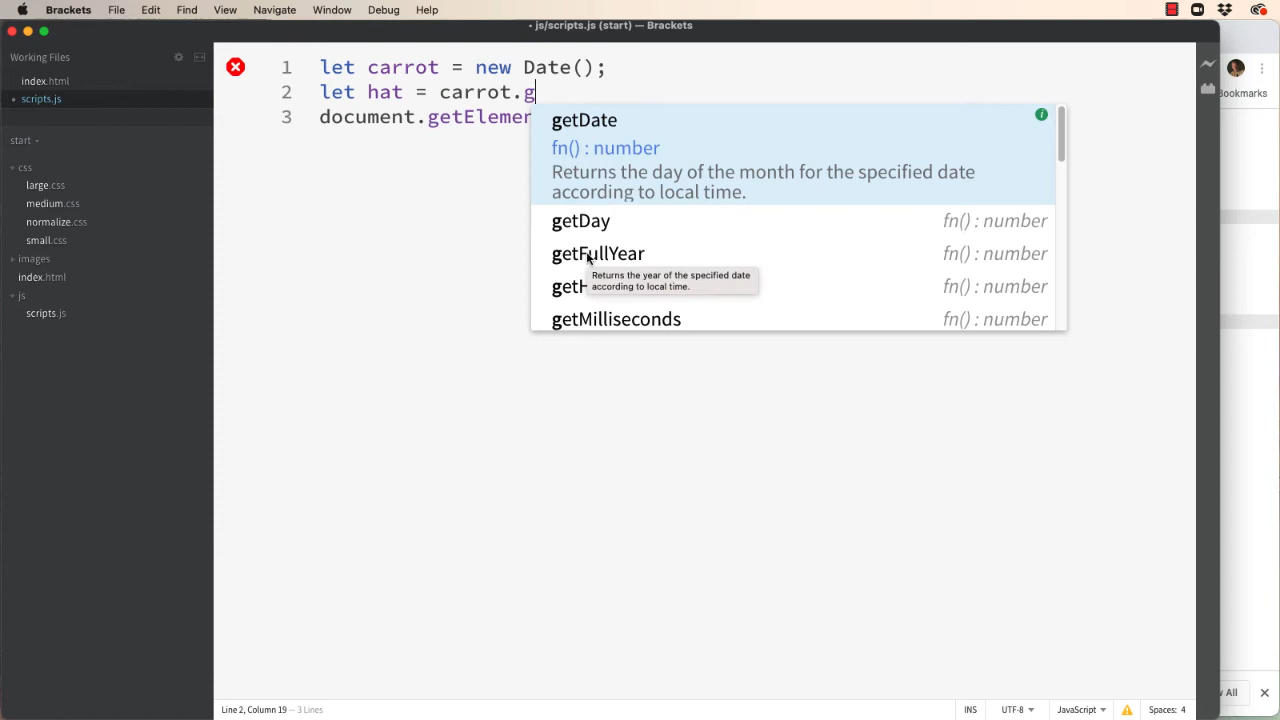 Brackets File Edit Find View Navigate Window Debug Help
• js/scripts.js (start) — Brackets
Working Files
index.html
• scripts.js
start
css
large.css
medium.css
normalize.css
small.css
images
index.html
js
scripts.js
1 let carrot = new Date();
2 let hat = carrot.g
3 document.getElemen
getDate
fn() : number
Returns the day of the month for the specified date
according to local time.
getDay fn() : number
getFullYear fn() : number
Returns the year of the specified date
according to local time.
getH fn() : number
getMilliseconds fn() : number
Bookmarks
w All
Line 2, Column 19 — 3 Lines
INS UTF-8 JavaScript Spaces: 4